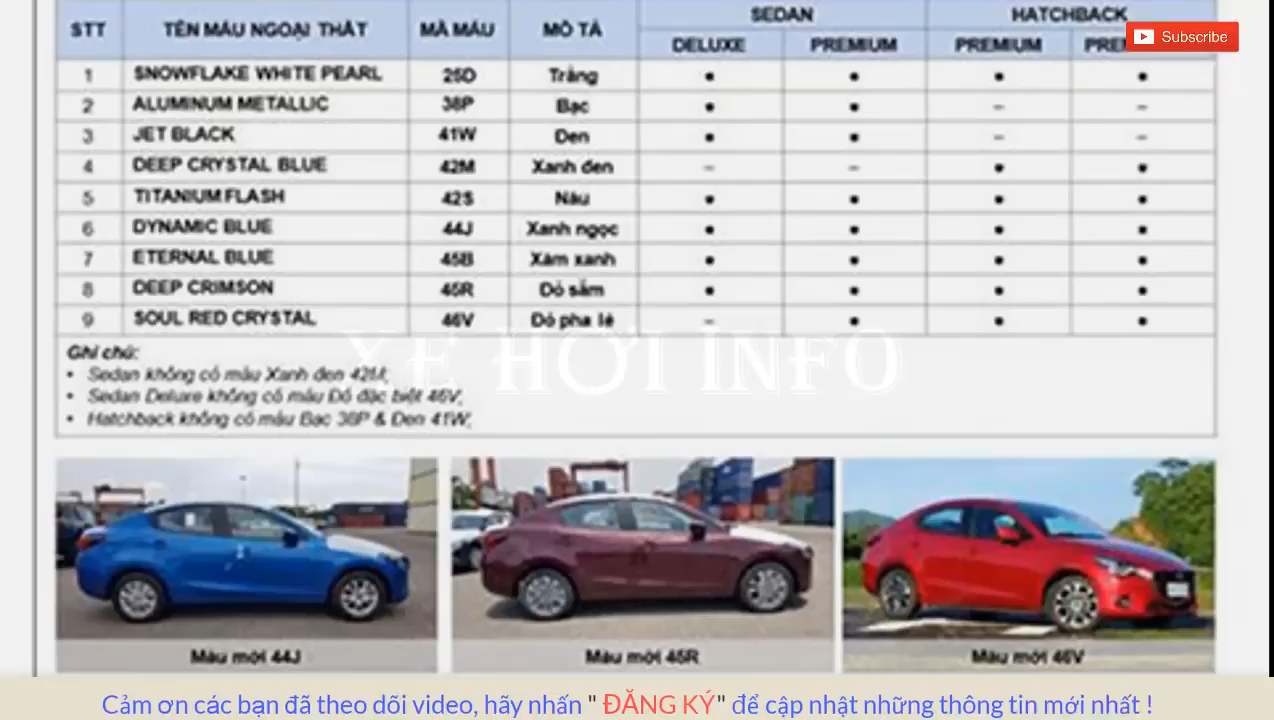 STT TÊN MÀU NGOẠI THẤT MÃ MÀU MÔ TẢ SEDAN HATCHBACK
DELUXE PREMIUM PREMIUM
Subscribe
1 SNOWFLAKE WHITE PEARL 25D Trắng • • • •
2 ALUMINUM METALLIC 38P Bạc • • – –
3 JET BLACK 41W Đen • • – –
4 DEEP CRYSTAL BLUE 42M Xanh đen – – • •
5 TITANIUM FLASH 42S Nâu • • • •
6 DYNAMIC BLUE 44J Xanh ngọc • • • •
7 ETERNAL BLUE 45B Xám xanh • • • •
8 DEEP CRIMSON 45R Đỏ sẫm • • • •
9 SOUL RED CRYSTAL 46V Đỏ pha lê – • • •
XE HƠI INFO
Ghi chú:
• Sedan không có màu Xanh đen 42M;
• Sedan Deluxe không có màu Đỏ đặc biệt 46V;
• Hatchback không có màu Bạc 38P & Đen 41W;
Màu mới 44J
Màu mới 45R
Màu mới 46V
Cảm ơn các bạn đã theo dõi video, hãy nhấn " ĐĂNG KÝ" để cập nhật những thông tin mới nhất !